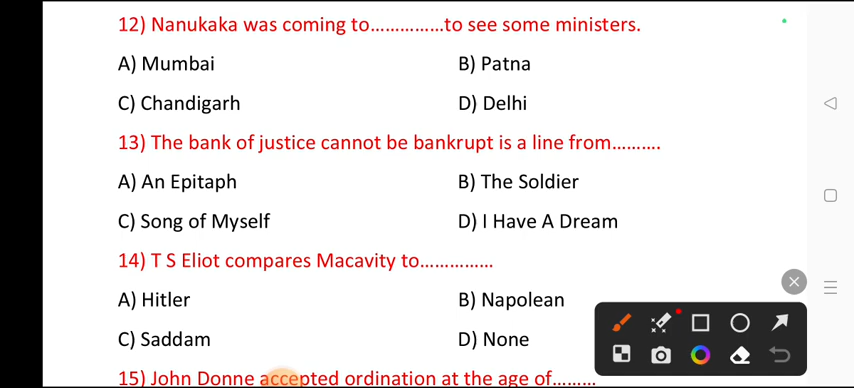 12) Nanukaka was coming to...............to see some ministers.
A) Mumbai B) Patna
C) Chandigarh D) Delhi
13) The bank of justice cannot be bankrupt is a line from..........
A) An Epitaph B) The Soldier
C) Song of Myself D) I Have A Dream
14) T S Eliot compares Macavity to...............
A) Hitler B) Napolean
C) Saddam D) None
15) John Donne accepted ordination at the age of.........